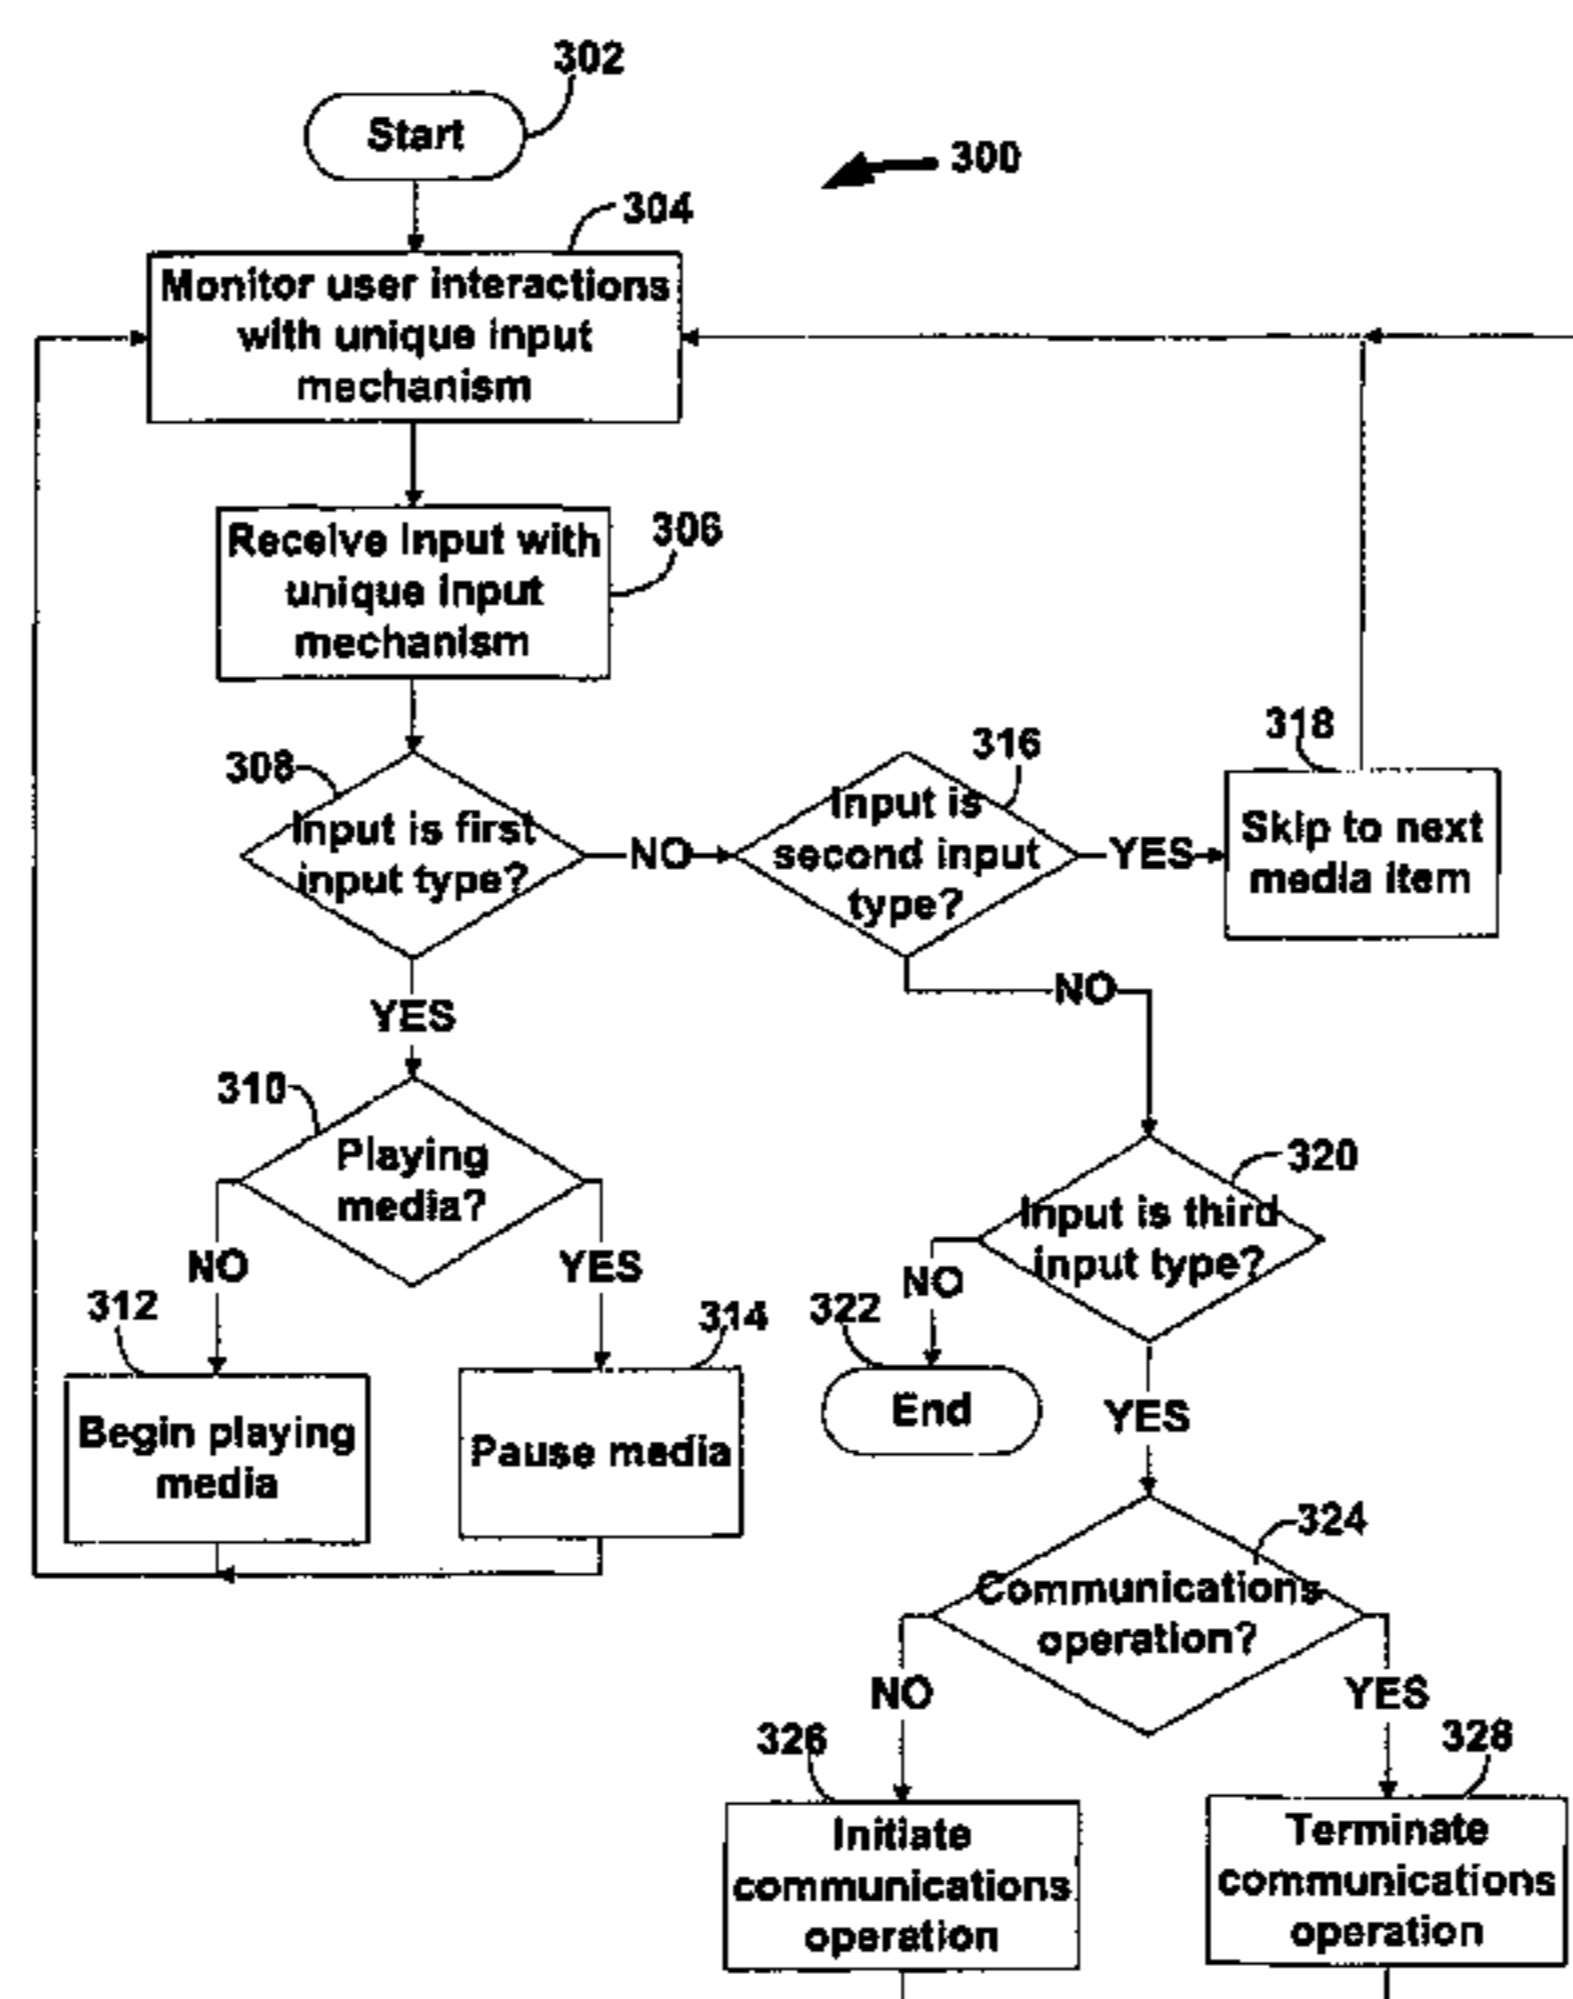 302
Start
300
304
Monitor user interactions
with unique input
mechanism
306
Receive input with
unique input
mechanism
308
Input is first
input type?
NO
316
Input is
second input
type?
YES
318
Skip to next
media item
YES
NO
310
Playing
media?
NO
YES
312
Begin playing
media
314
Pause media
320
Input is third
input type?
NO
322
End
YES
324
Communications
operation?
NO
YES
326
Initiate
communications
operation
328
Terminate
communications
operation